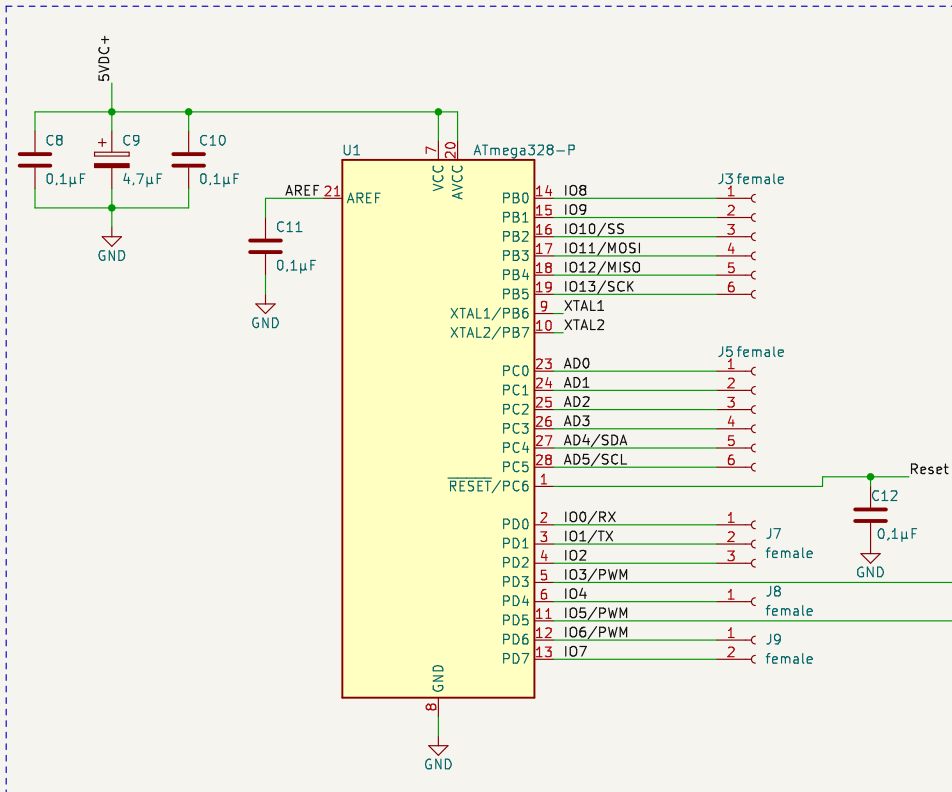 5VDC+
C8
0,1µF
+
C9
4,7µF
C10
0,1µF
GND
AREF
C11
0,1µF
GND
U1
ATmega328-P
7
VCC
20
AVCC
21 AREF
PB0 14 IO8
PB1 15 IO9
PB2 16 IO10/SS
PB3 17 IO11/MOSI
PB4 18 IO12/MISO
PB5 19 IO13/SCK
XTAL1/PB6 9 XTAL1
XTAL2/PB7 10 XTAL2
J3 female
1
2
3
4
5
6
PC0 23 AD0
PC1 24 AD1
PC2 25 AD2
PC3 26 AD3
PC4 27 AD4/SDA
PC5 28 AD5/SCL
RESET/PC6 1
J5 female
1
2
3
4
5
6
Reset
C12
0,1µF
GND
PD0 2 IO0/RX
PD1 3 IO1/TX
PD2 4 IO2
PD3 5 IO3/PWM
PD4 6 IO4
PD5 11 IO5/PWM
PD6 12 IO6/PWM
PD7 13 IO7
1
2
3
J7
female
1
J8
female
1
2
J9
female
GND
8
GND